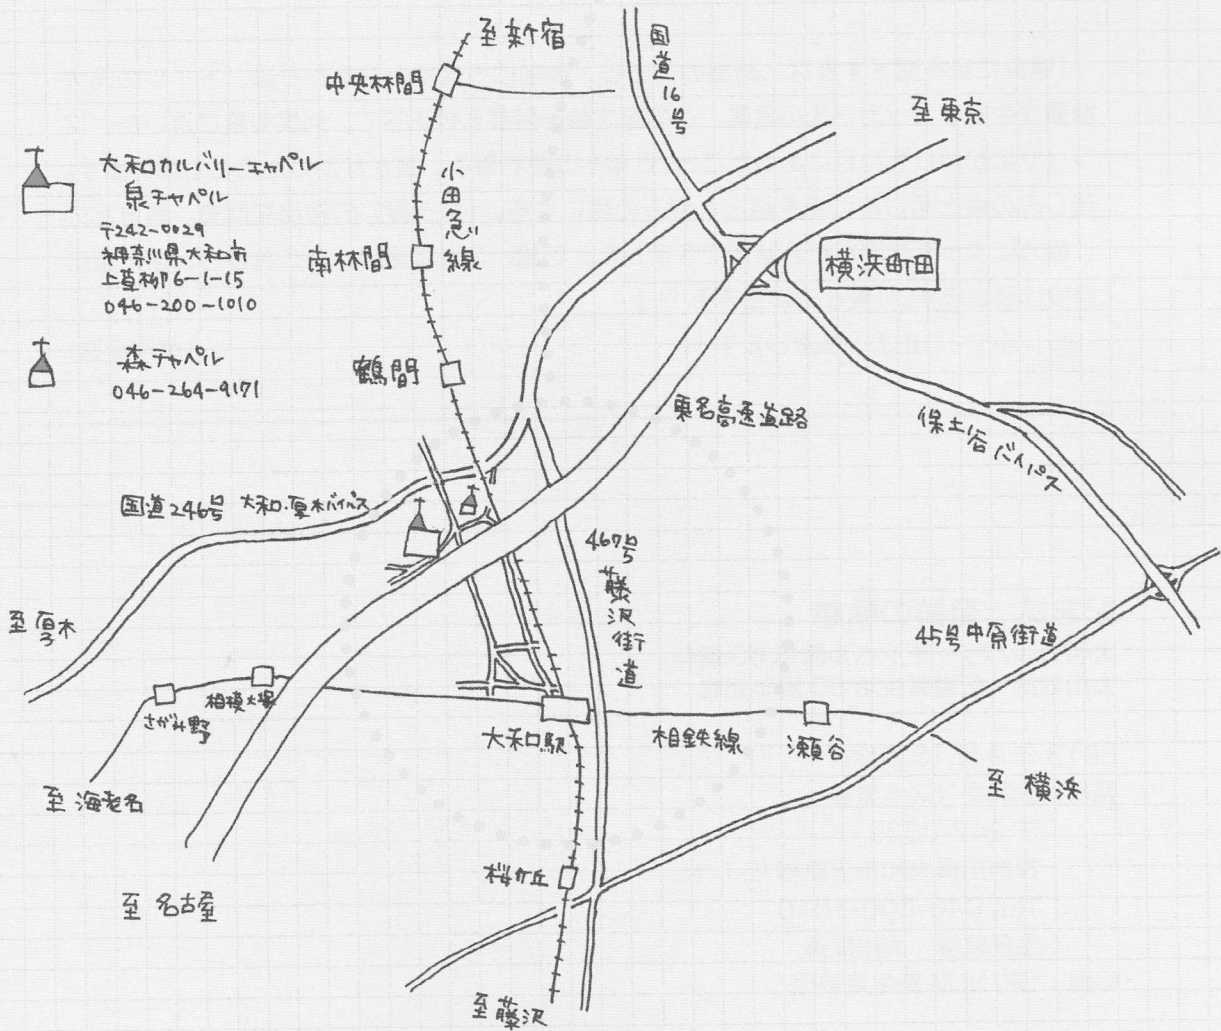 至新宿
中央林間
国道16号
至東京
大和カルバリーチャペル
泉チャペル
〒242-0029
神奈川県大和市
上草柳6-1-15
046-200-1010
小田急線
南林間
横浜町田
森チャペル
046-264-9171
鶴間
東名高速道路
保土谷バイパス
国道246号 大和・厚木バイパス
467号藤沢街道
至厚木
45号中原街道
相模大塚
さがみ野
大和駅
相鉄線
瀬谷
至海老名
至横浜
桜ヶ丘
至名古屋
至藤沢